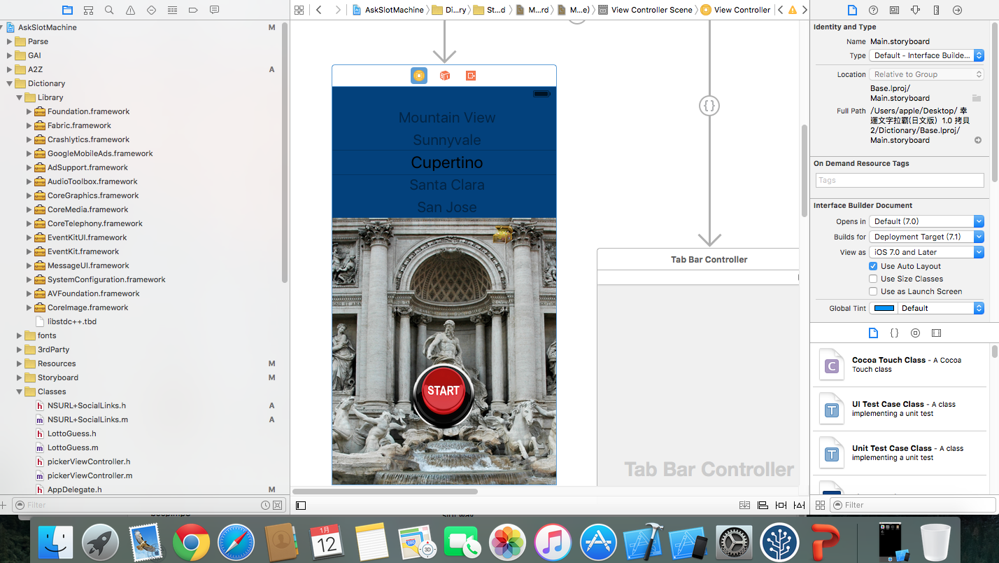 AskSlotMachine
Di...ry
St...d
M...rd
M...e)
View Controller Scene
View Controller
AskSlotMachine M
Parse
GAI
A2Z A
Dictionary
Library
Foundation.framework
Fabric.framework
Crashlytics.framework
GoogleMobileAds.framework
AdSupport.framework
AudioToolbox.framework
CoreGraphics.framework
CoreMedia.framework
CoreTelephony.framework
EventKitUI.framework
EventKit.framework
MessageUI.framework
SystemConfiguration.framework
AVFoundation.framework
CoreImage.framework
libstdc++.tbd
fonts
3rdParty
Resources M
Storyboard M
Classes
h NSURL+SocialLinks.h A
m NSURL+SocialLinks.m A
h LottoGuess.h
m LottoGuess.m
h pickerViewController.h
m pickerViewController.m
h AppDelegate.h M
Filter
Mountain View
Sunnyvale
Cupertino
Santa Clara
San Jose
START
{}
Tab Bar Controller
Tab Bar Controller
Identity and Type
Name Main.storyboard
Type Default - Interface Builde...
Location Relative to Group
Base.lproj/
Main.storyboard
Full Path /Users/apple/Desktop/ 幸
運文字拉霸(日文版) 1.0 拷貝
2/Dictionary/Base.lproj/
Main.storyboard
On Demand Resource Tags
Tags
Interface Builder Document
Opens in Default (7.0)
Builds for Deployment Target (7.1)
View as iOS 7.0 and Later
Use Auto Layout
Use Size Classes
Use as Launch Screen
Global Tint Default
{}
C Cocoa Touch Class - A Cocoa
Touch class
T UI Test Case Class - A class
implementing a unit test
T Unit Test Case Class - A class
implementing a unit test
Filter
1月
12
280
3D